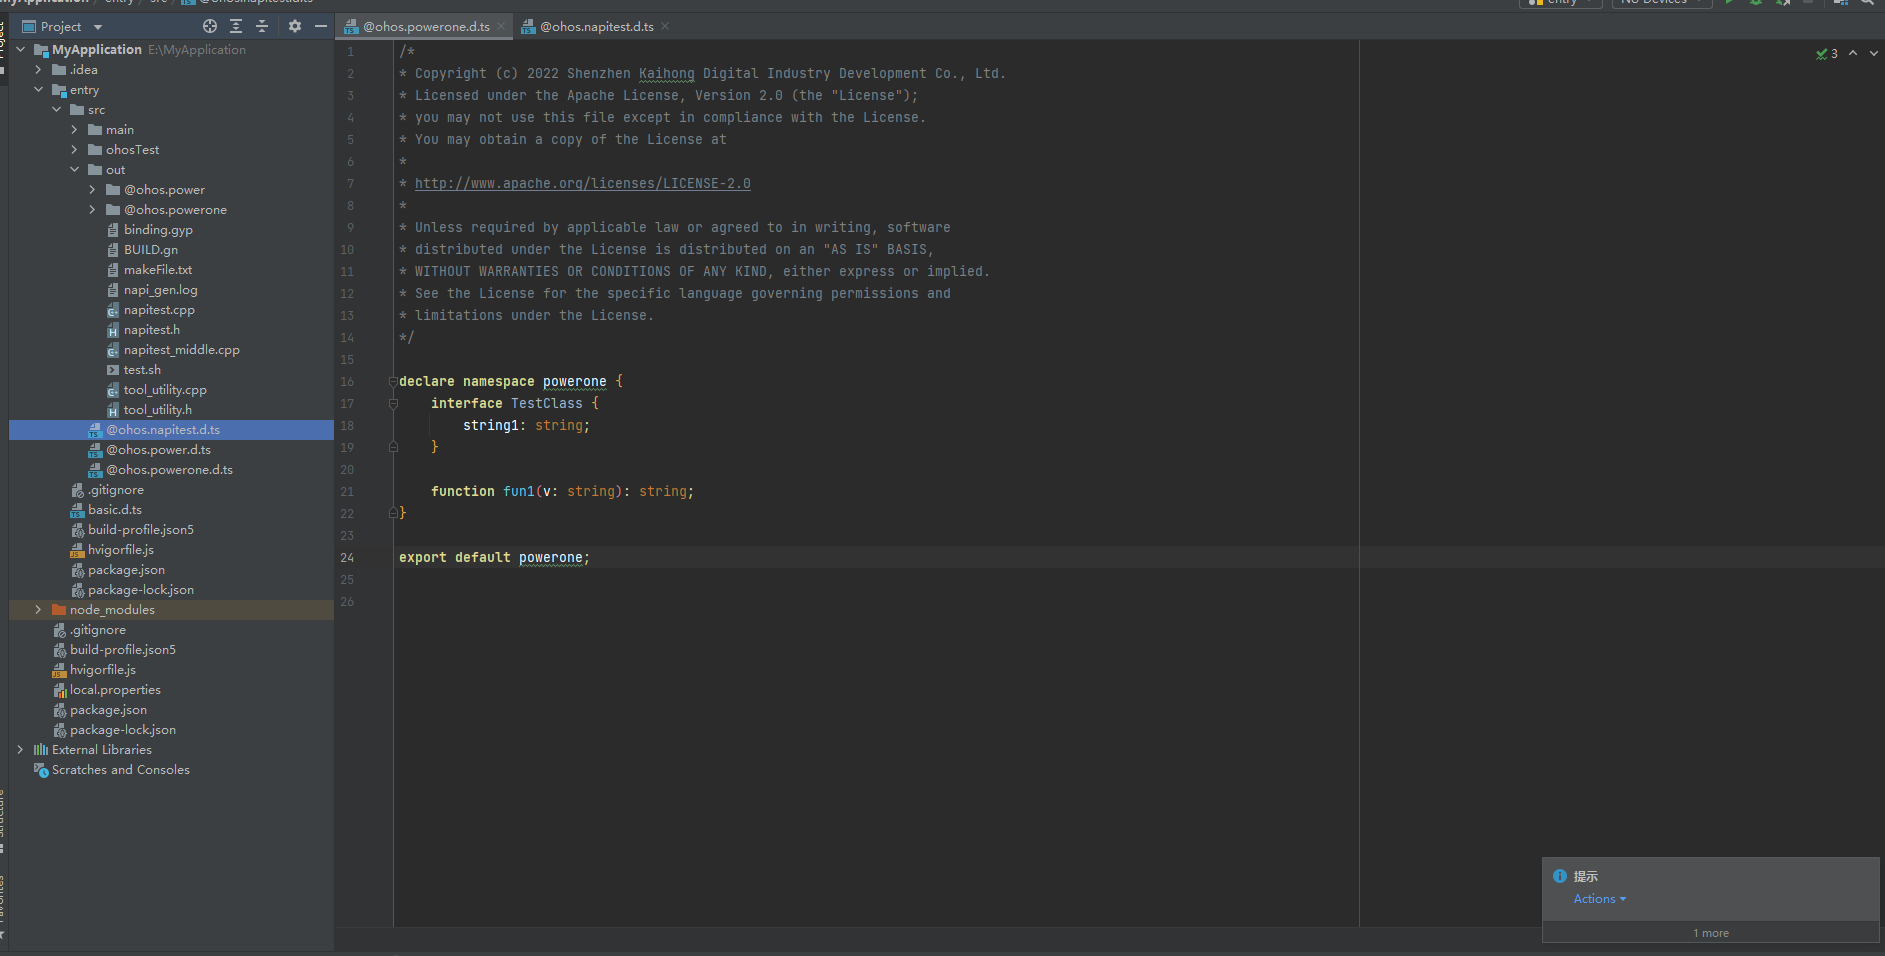 MyApplication entry src @ohos.napitest.d.ts
entry No Devices
Project
@ohos.powerone.d.ts
@ohos.napitest.d.ts
MyApplication E:\MyApplication
.idea
entry
src
main
ohosTest
out
@ohos.power
@ohos.powerone
binding.gyp
BUILD.gn
makeFile.txt
napi_gen.log
napitest.cpp
napitest.h
napitest_middle.cpp
test.sh
tool_utility.cpp
tool_utility.h
@ohos.napitest.d.ts
@ohos.power.d.ts
@ohos.powerone.d.ts
.gitignore
basic.d.ts
build-profile.json5
hvigorfile.js
package.json
package-lock.json
node_modules
.gitignore
build-profile.json5
hvigorfile.js
local.properties
package.json
package-lock.json
External Libraries
Scratches and Consoles
Structure
Favorites
1 /*
2 * Copyright (c) 2022 Shenzhen Kaihong Digital Industry Development Co., Ltd.
3 * Licensed under the Apache License, Version 2.0 (the "License");
4 * you may not use this file except in compliance with the License.
5 * You may obtain a copy of the License at
6 *
7 * http://www.apache.org/licenses/LICENSE-2.0
8 *
9 * Unless required by applicable law or agreed to in writing, software
10 * distributed under the License is distributed on an "AS IS" BASIS,
11 * WITHOUT WARRANTIES OR CONDITIONS OF ANY KIND, either express or implied.
12 * See the License for the specific language governing permissions and
13 * limitations under the License.
14 */
15
16 declare namespace powerone {
17 interface TestClass {
18 string1: string;
19 }
20
21 function fun1(v: string): string;
22 }
23
24 export default powerone;
25
26
3
提示
Actions
1 more